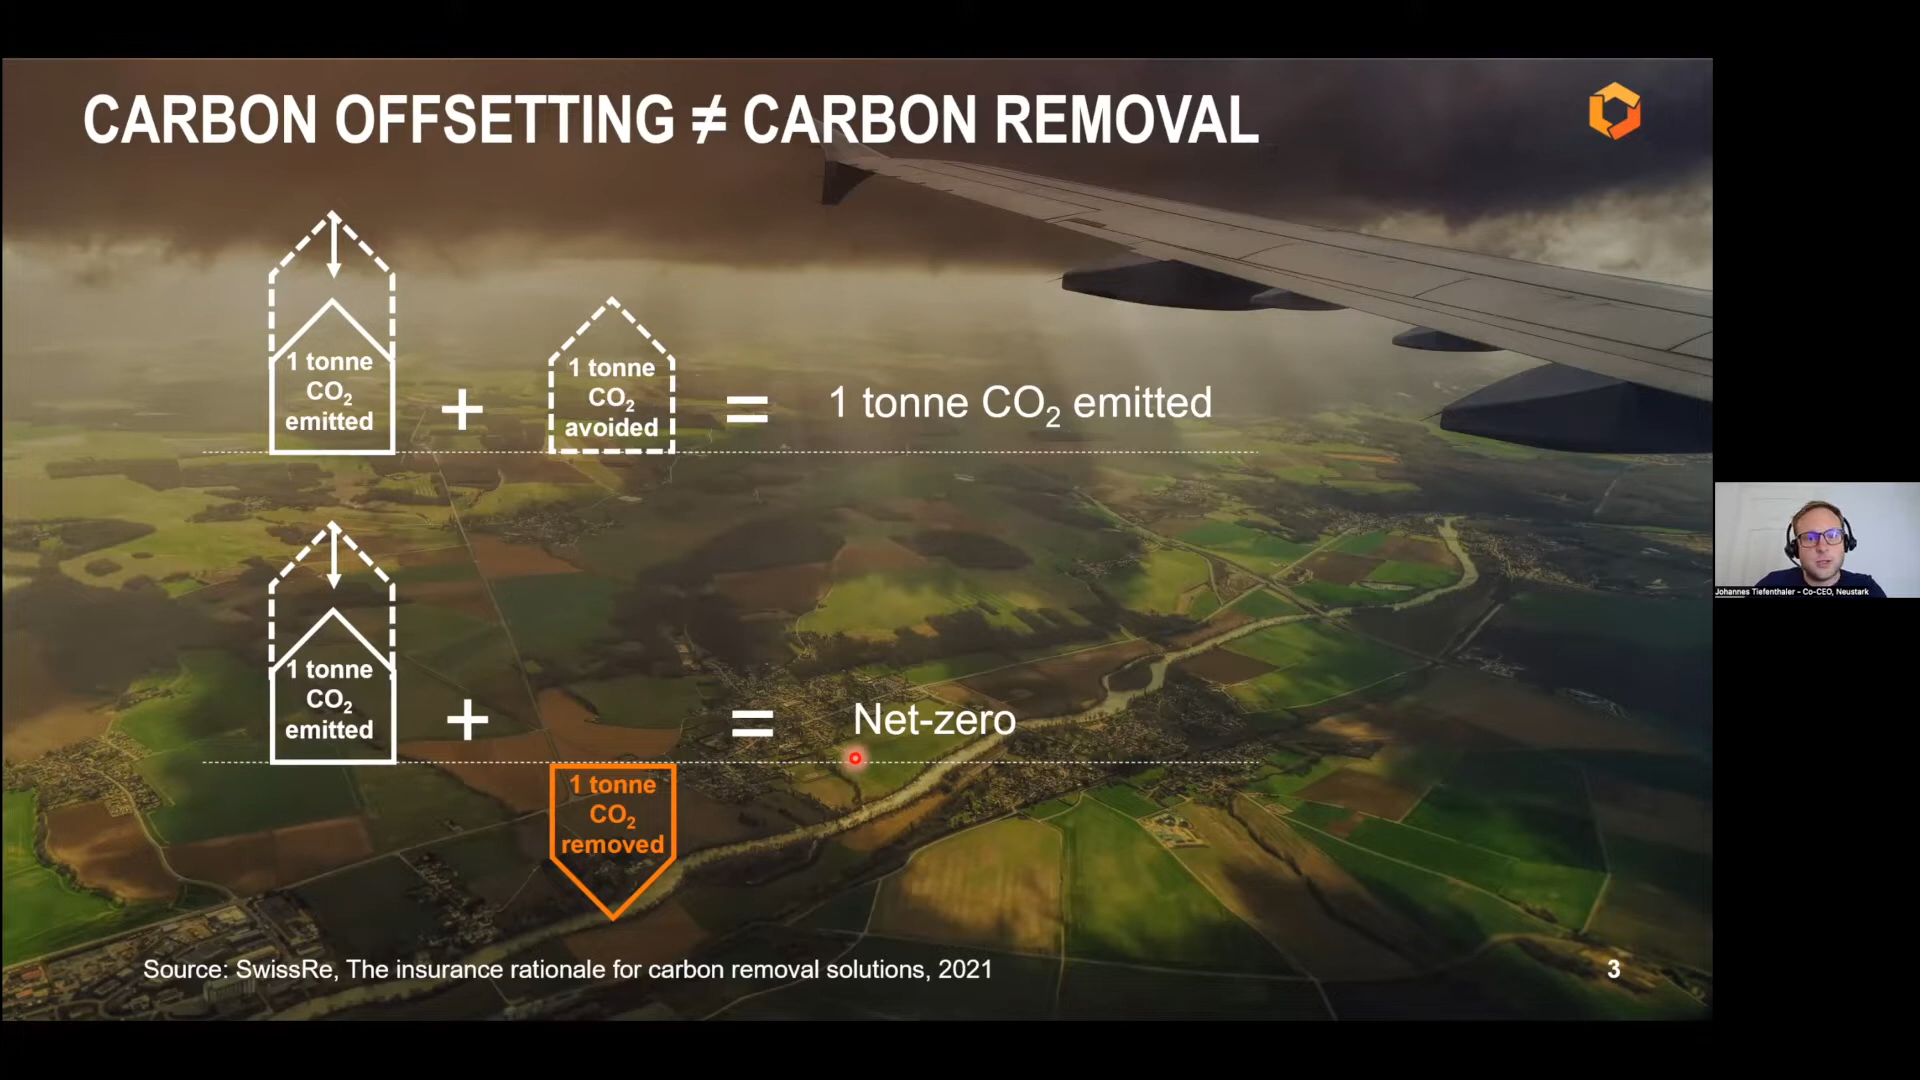 CARBON OFFSETTING ≠ CARBON REMOVAL
1 tonne
CO₂
emitted
+
1 tonne
CO₂
avoided
=
1 tonne CO₂ emitted
1 tonne
CO₂
emitted
+
1 tonne
CO₂
removed
=
Net-zero
Source: SwissRe, The insurance rationale for carbon removal solutions, 2021
3
Johannes Tiefenthaler - Co-CEO, Neustark